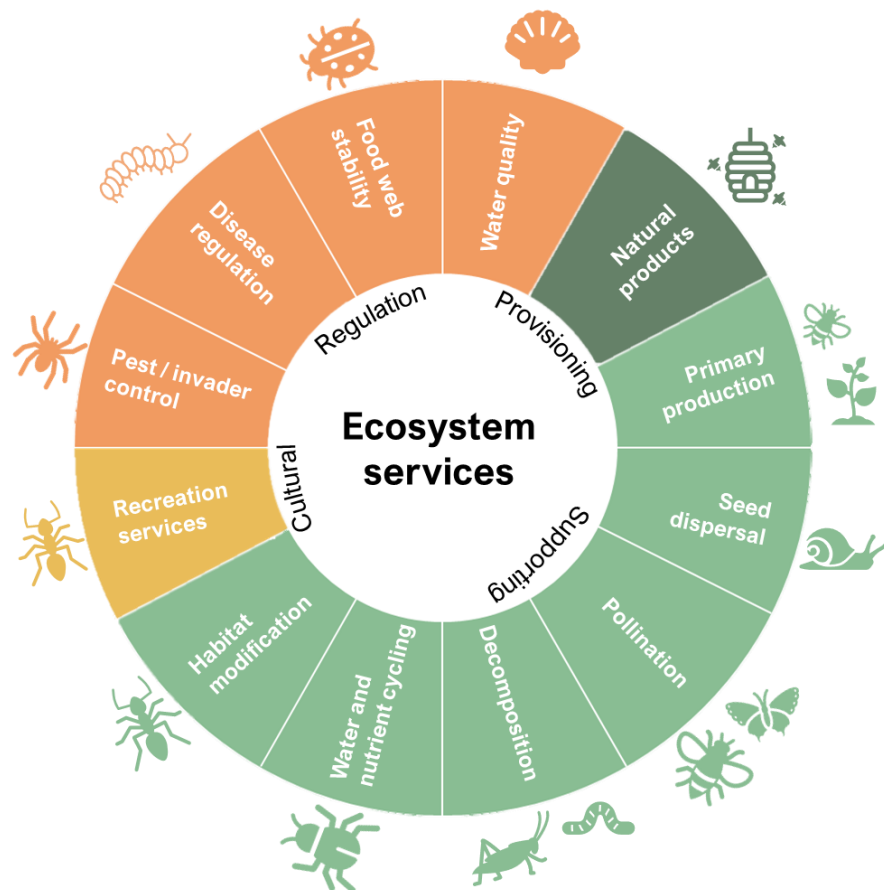 Food web
stability
Water quality
Natural
products
Primary
production
Seed
dispersal
Pollination
Decomposition
Water and
nutrient cycling
Habitat
modification
Recreation
services
Pest / invader
control
Disease
regulation
Regulation
Provisioning
Supporting
Cultural
Ecosystem
services